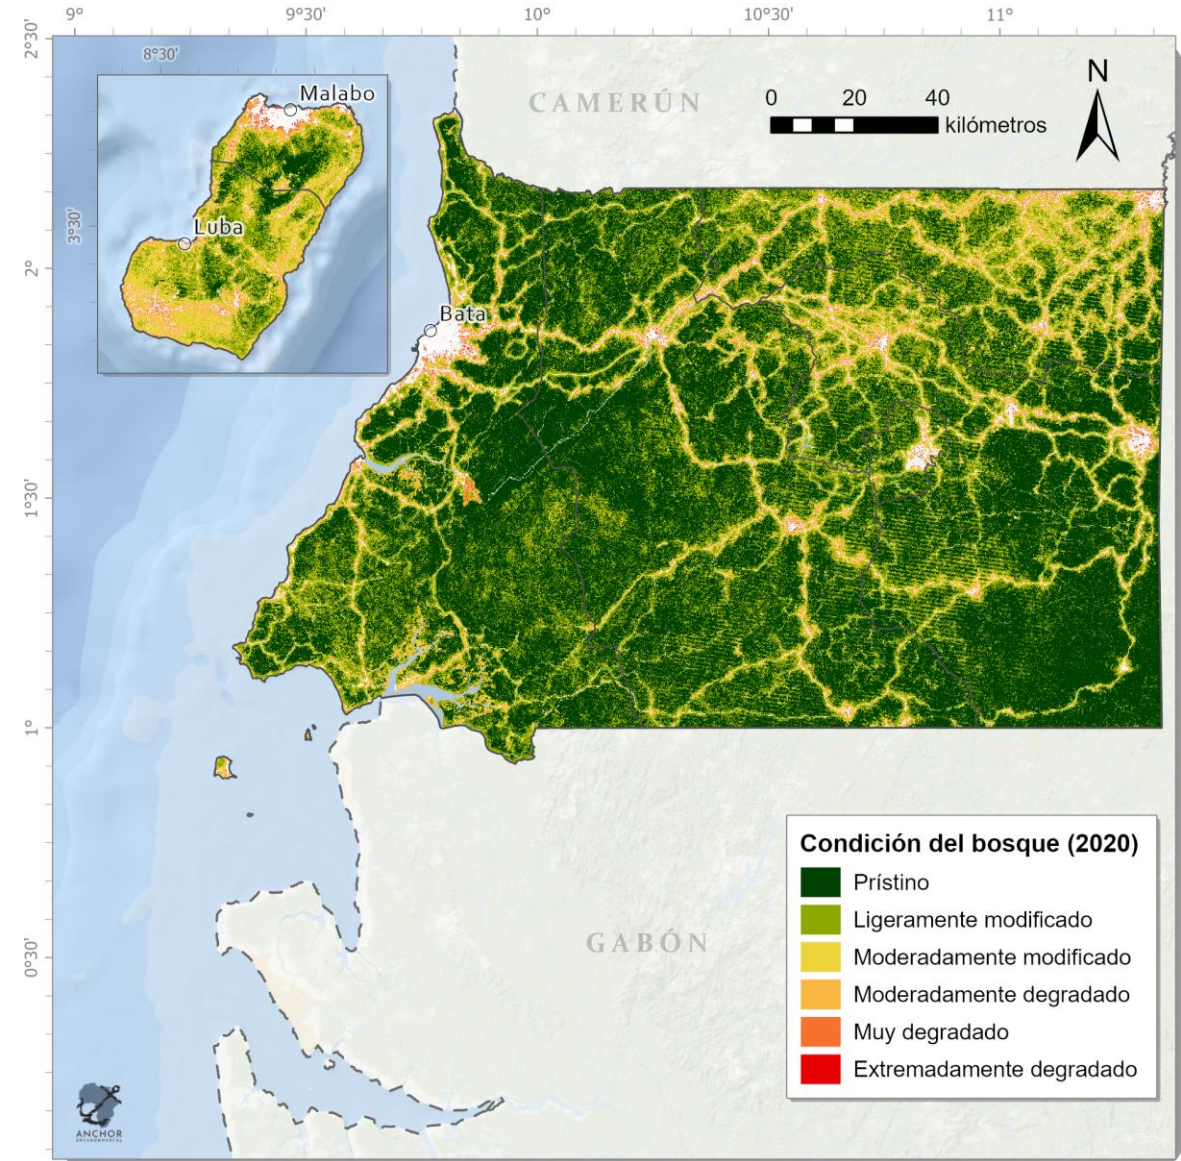 9°
9°30'
10°
10°30'
11°
2°30'
8°30'
Malabo
N
CAMERÚN
0
20
40
kilómetros
3°30'
Luba
2°
Bata
1°30'
1°
Condición del bosque (2020)
Prístino
Ligeramente modificado
Moderadamente modificado
Moderadamente degradado
Muy degradado
Extremadamente degradado
GABÓN
0°30'
ANCHOR
ENVIRONMENTAL